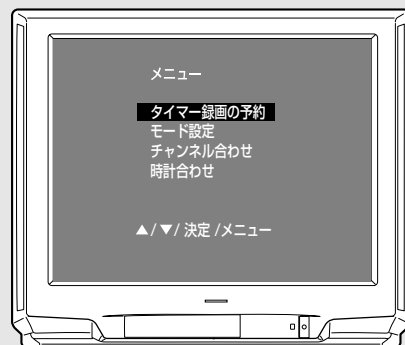 メニュー
タイマー録画の予約
モード設定
チャンネル合わせ
時計合わせ
▲/▼/ 決定 /メニュー